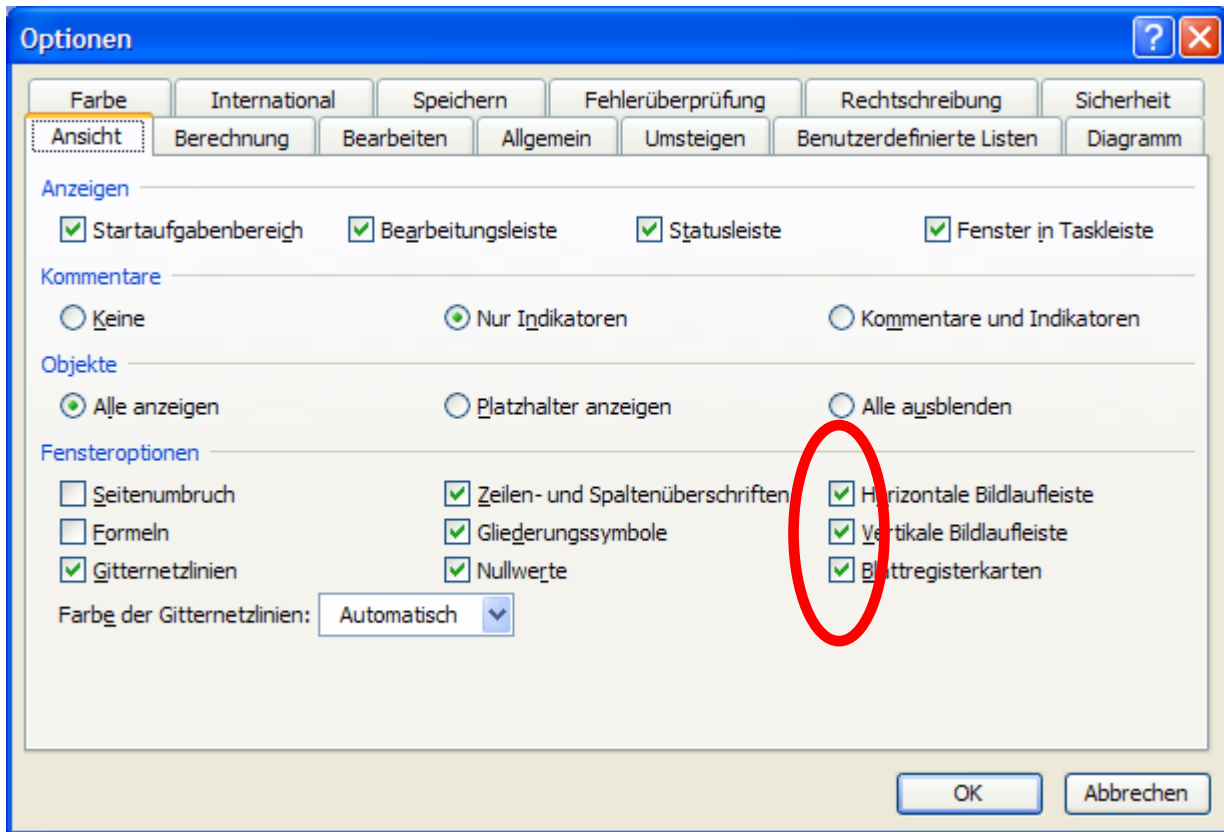 Optionen
Farbe International Speichern Fehlerüberprüfung Rechtschreibung Sicherheit
Ansicht Berechnung Bearbeiten Allgemein Umsteigen Benutzerdefinierte Listen Diagramm
Anzeigen
Startaufgabenbereich Bearbeitungsleiste Statusleiste Fenster in Taskleiste
Kommentare
Keine Nur Indikatoren Kommentare und Indikatoren
Objekte
Alle anzeigen Platzhalter anzeigen Alle ausblenden
Fensteroptionen
Seitenumbruch Zeilen- und Spaltenüberschriften Horizontale Bildlaufleiste
Formeln Gliederungssymbole Vertikale Bildlaufleiste
Gitternetzlinien Nullwerte Blattregisterkarten
Farbe der Gitternetzlinien: Automatisch
OK Abbrechen